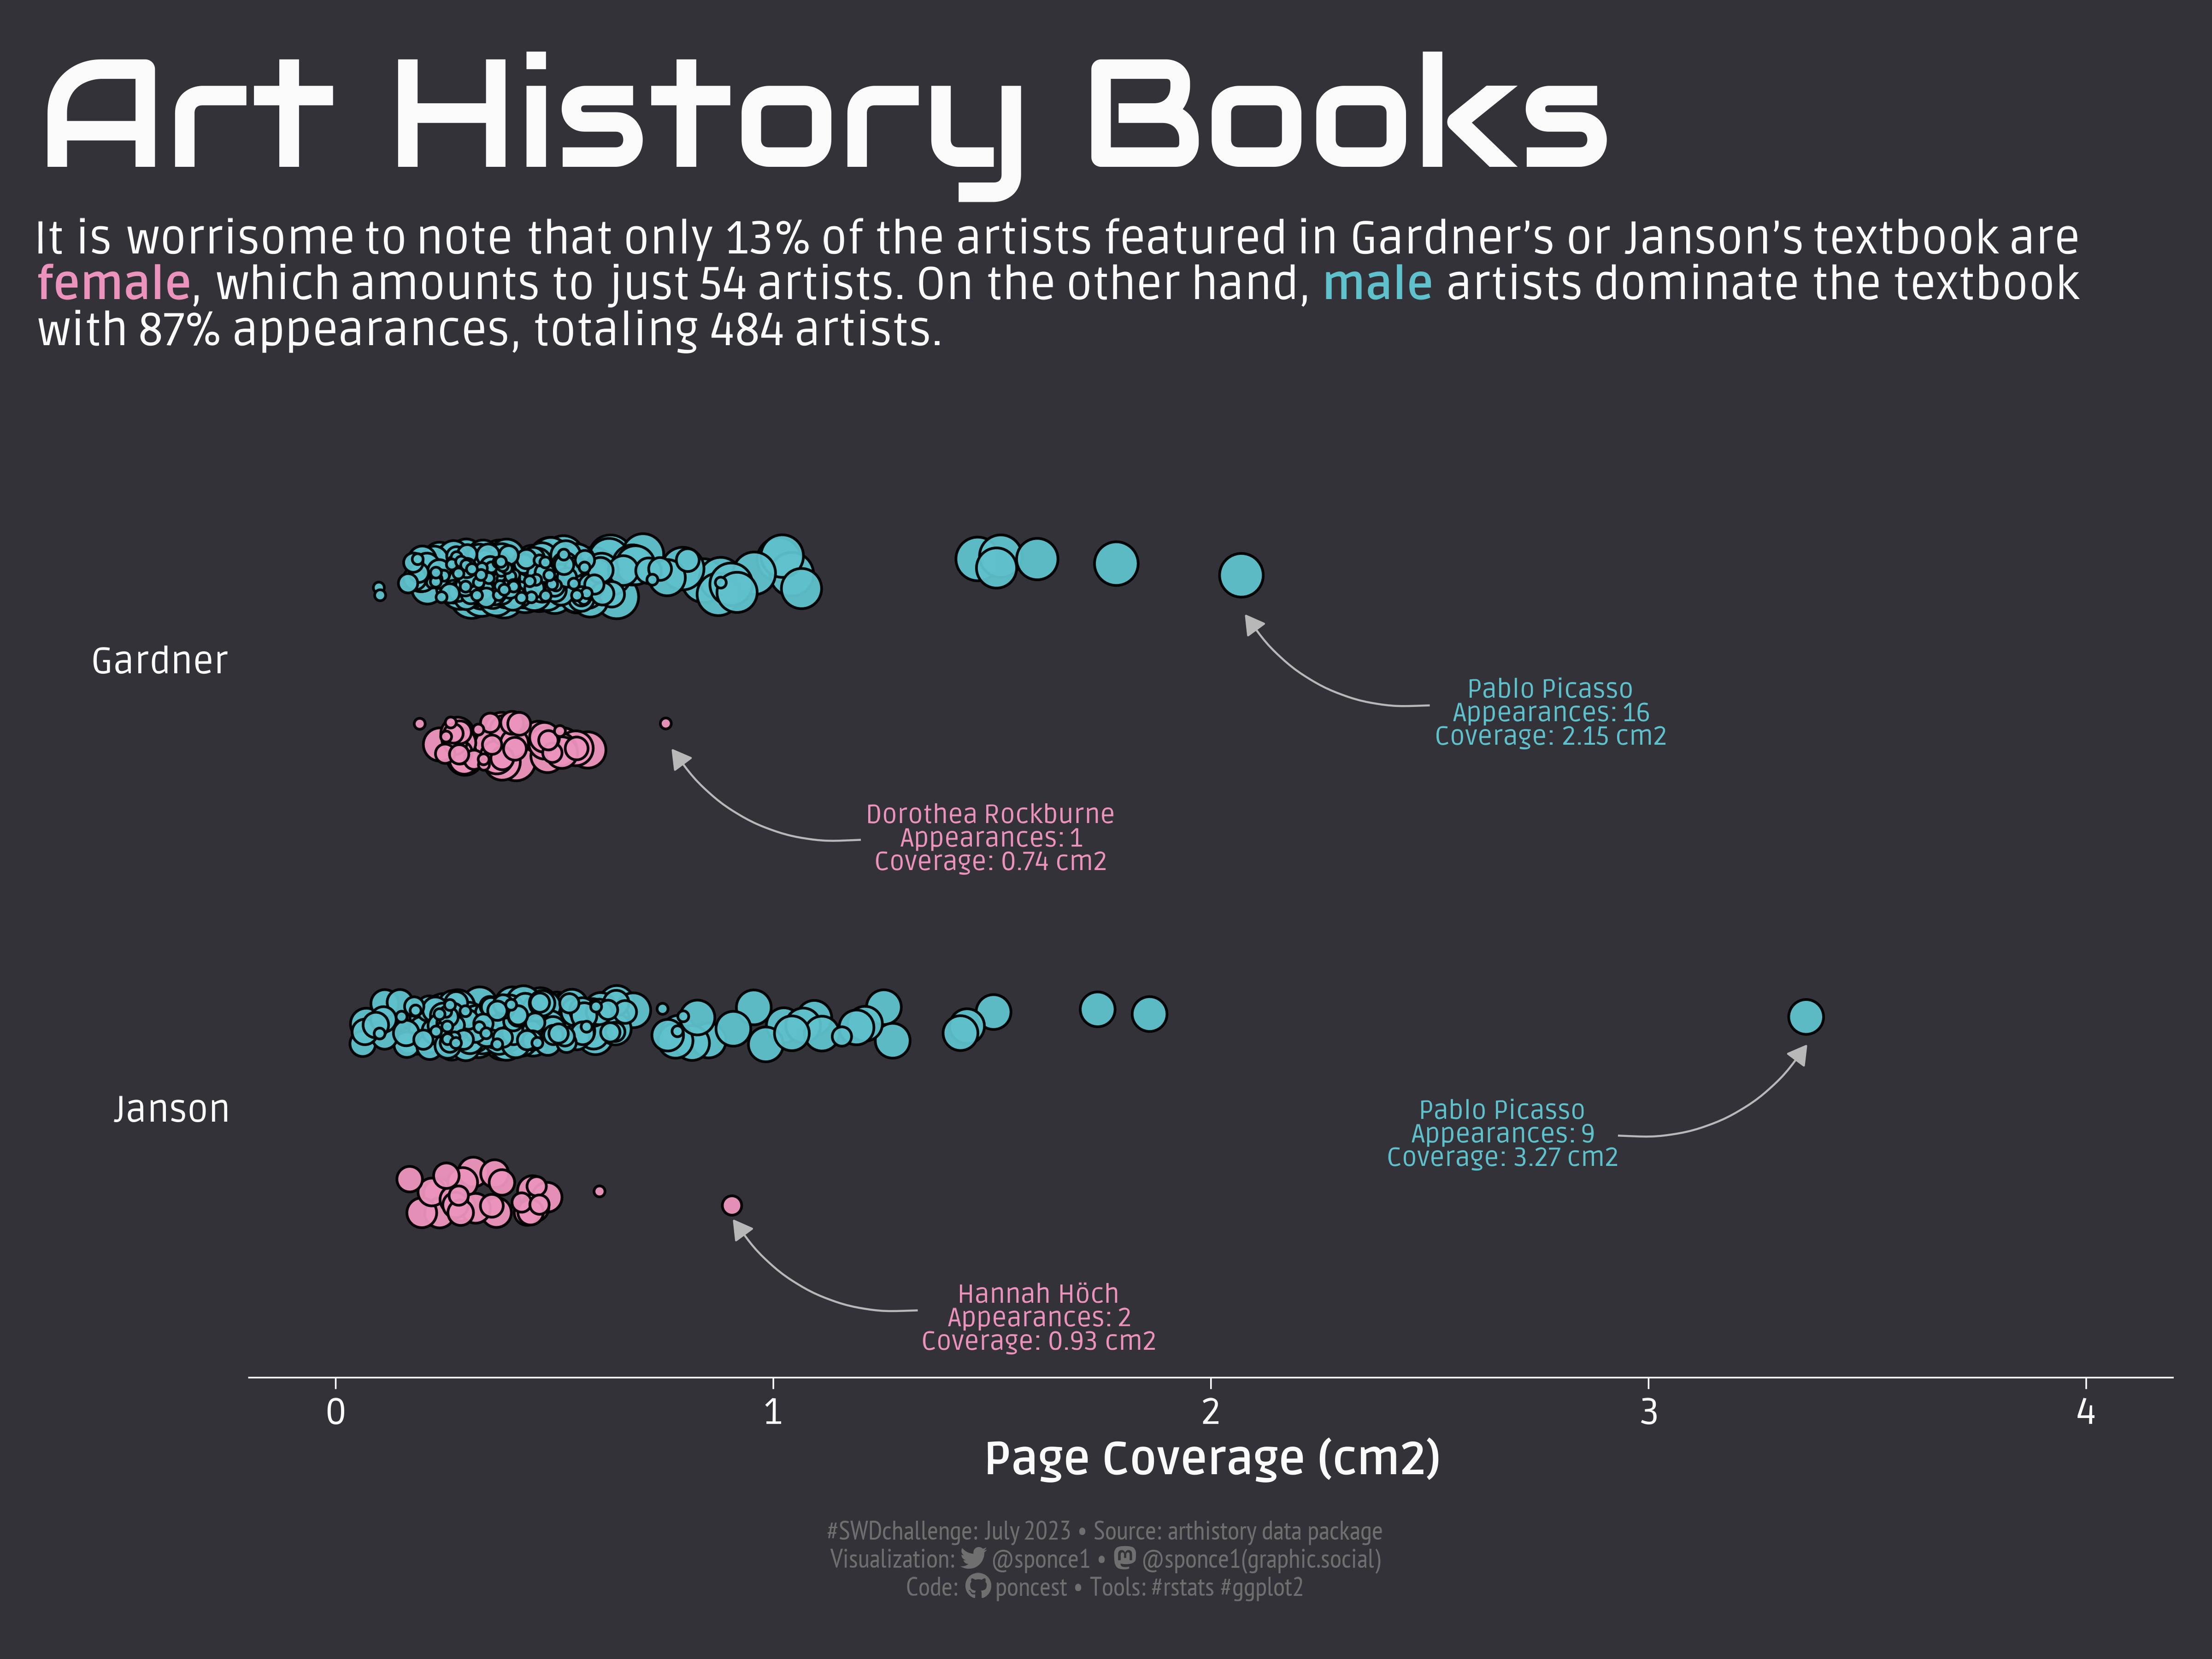 Art History Books
It is worrisome to note that only 13% of the artists featured in Gardner’s or Janson’s textbook are
female, which amounts to just 54 artists. On the other hand, male artists dominate the textbook
with 87% appearances, totaling 484 artists.
Gardner
Pablo Picasso
Appearances: 16
Coverage: 2.15 cm2
Dorothea Rockburne
Appearances: 1
Coverage: 0.74 cm2
Janson
Pablo Picasso
Appearances: 9
Coverage: 3.27 cm2
Hannah Höch
Appearances: 2
Coverage: 0.93 cm2
0 1 2 3 4
Page Coverage (cm2)
#SWDchallenge: July 2023 • Source: arthistory data package
Visualization: @sponce1 • @sponce1(graphic.social)
Code: poncest • Tools: #rstats #ggplot2